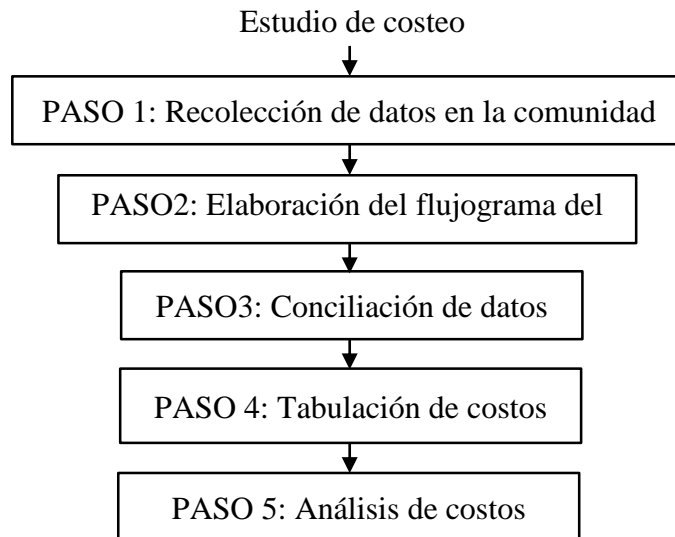 Estudio de costeo
PASO 1: Recolección de datos en la comunidad
PASO2: Elaboración del flujograma del
PASO3: Conciliación de datos
PASO 4: Tabulación de costos
PASO 5: Análisis de costos